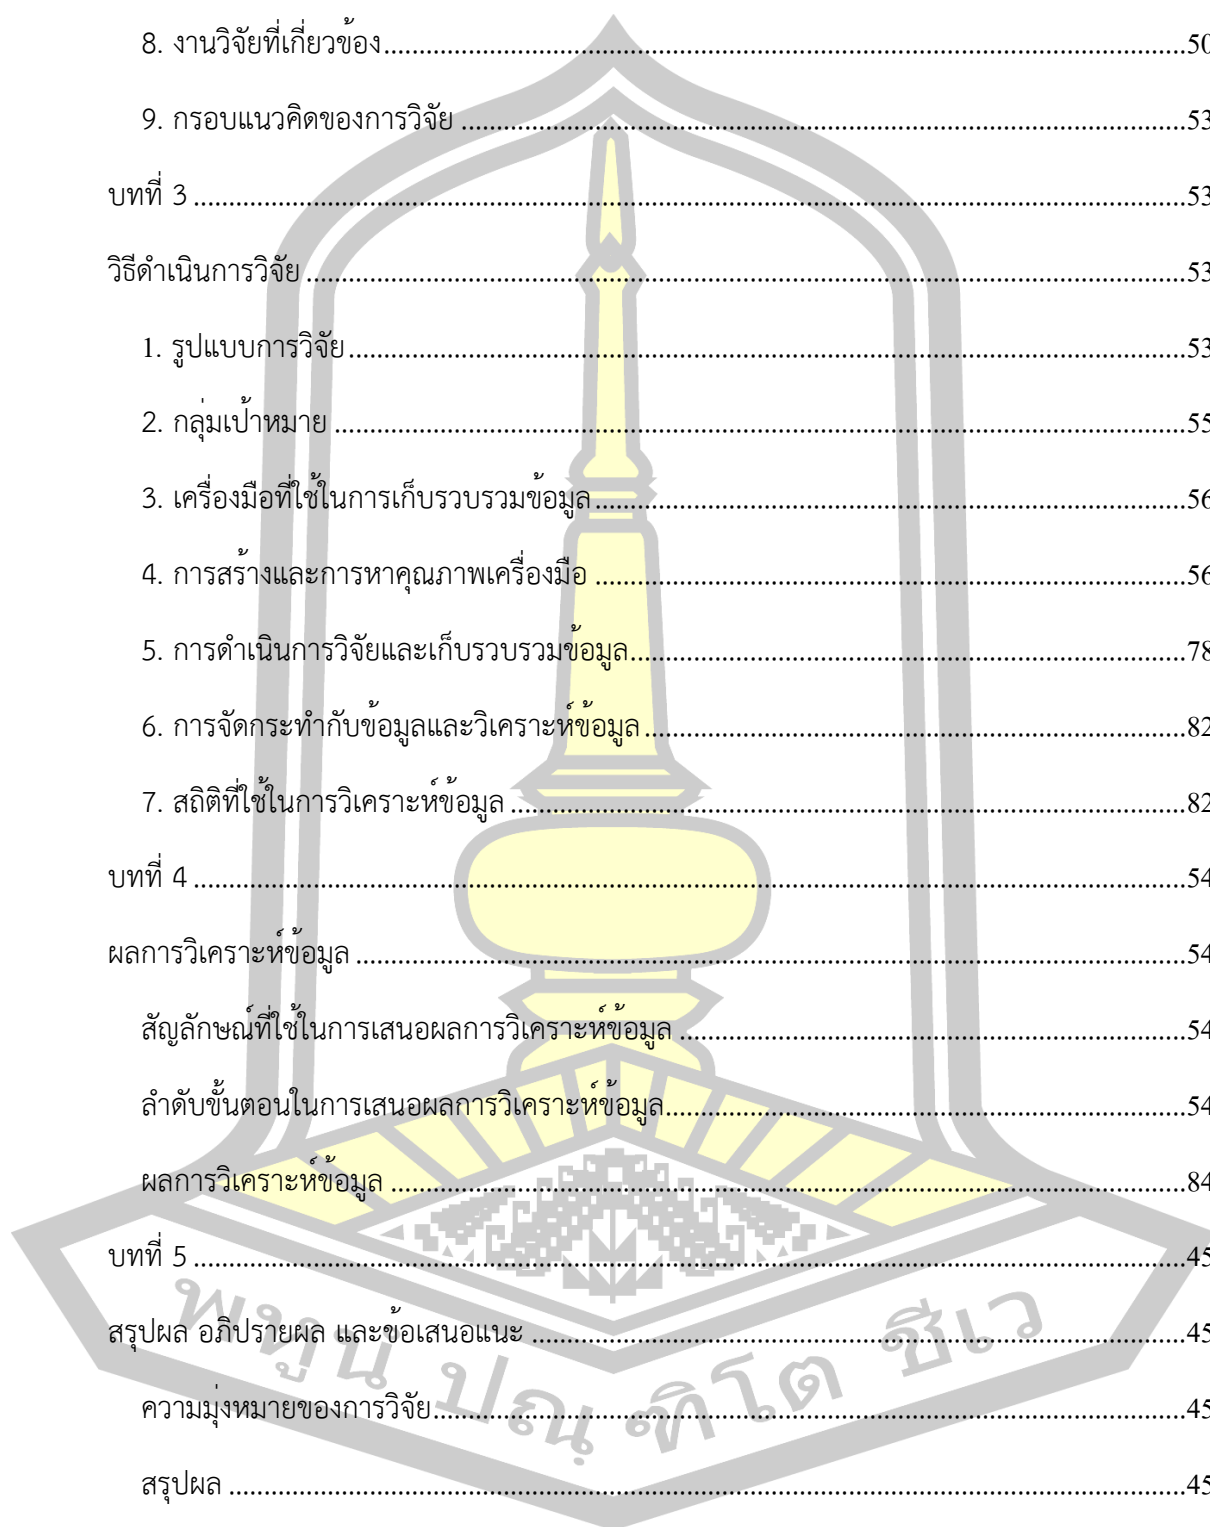 8. งานวิจัยที่เกี่ยวข้อง ........ 50
9. กรอบแนวคิดของการวิจัย ........ 53
บทที่ 3 ........ 53
วิธีดำเนินการวิจัย ........ 53
1. รูปแบบการวิจัย ........ 53
2. กลุ่มเป้าหมาย ........ 55
3. เครื่องมือที่ใช้ในการเก็บรวบรวมข้อมูล ........ 56
4. การสร้างและการหาคุณภาพเครื่องมือ ........ 56
5. การดำเนินการวิจัยและเก็บรวบรวมข้อมูล ........ 78
6. การจัดกระทำกับข้อมูลและวิเคราะห์ข้อมูล ........ 82
7. สถิติที่ใช้ในการวิเคราะห์ข้อมูล ........ 82
บทที่ 4 ........ 54
ผลการวิเคราะห์ข้อมูล ........ 54
สัญลักษณ์ที่ใช้ในการเสนอผลการวิเคราะห์ข้อมูล ........ 54
ลำดับขั้นตอนในการเสนอผลการวิเคราะห์ข้อมูล ........ 54
ผลการวิเคราะห์ข้อมูล ........ 84
บทที่ 5 ........ 45
สรุปผล อภิปรายผล และข้อเสนอแนะ ........ 45
ความมุ่งหมายของการวิจัย ........ 45
สรุปผล ........ 45
พหูนํ ปณฺฑิโต ชีเว